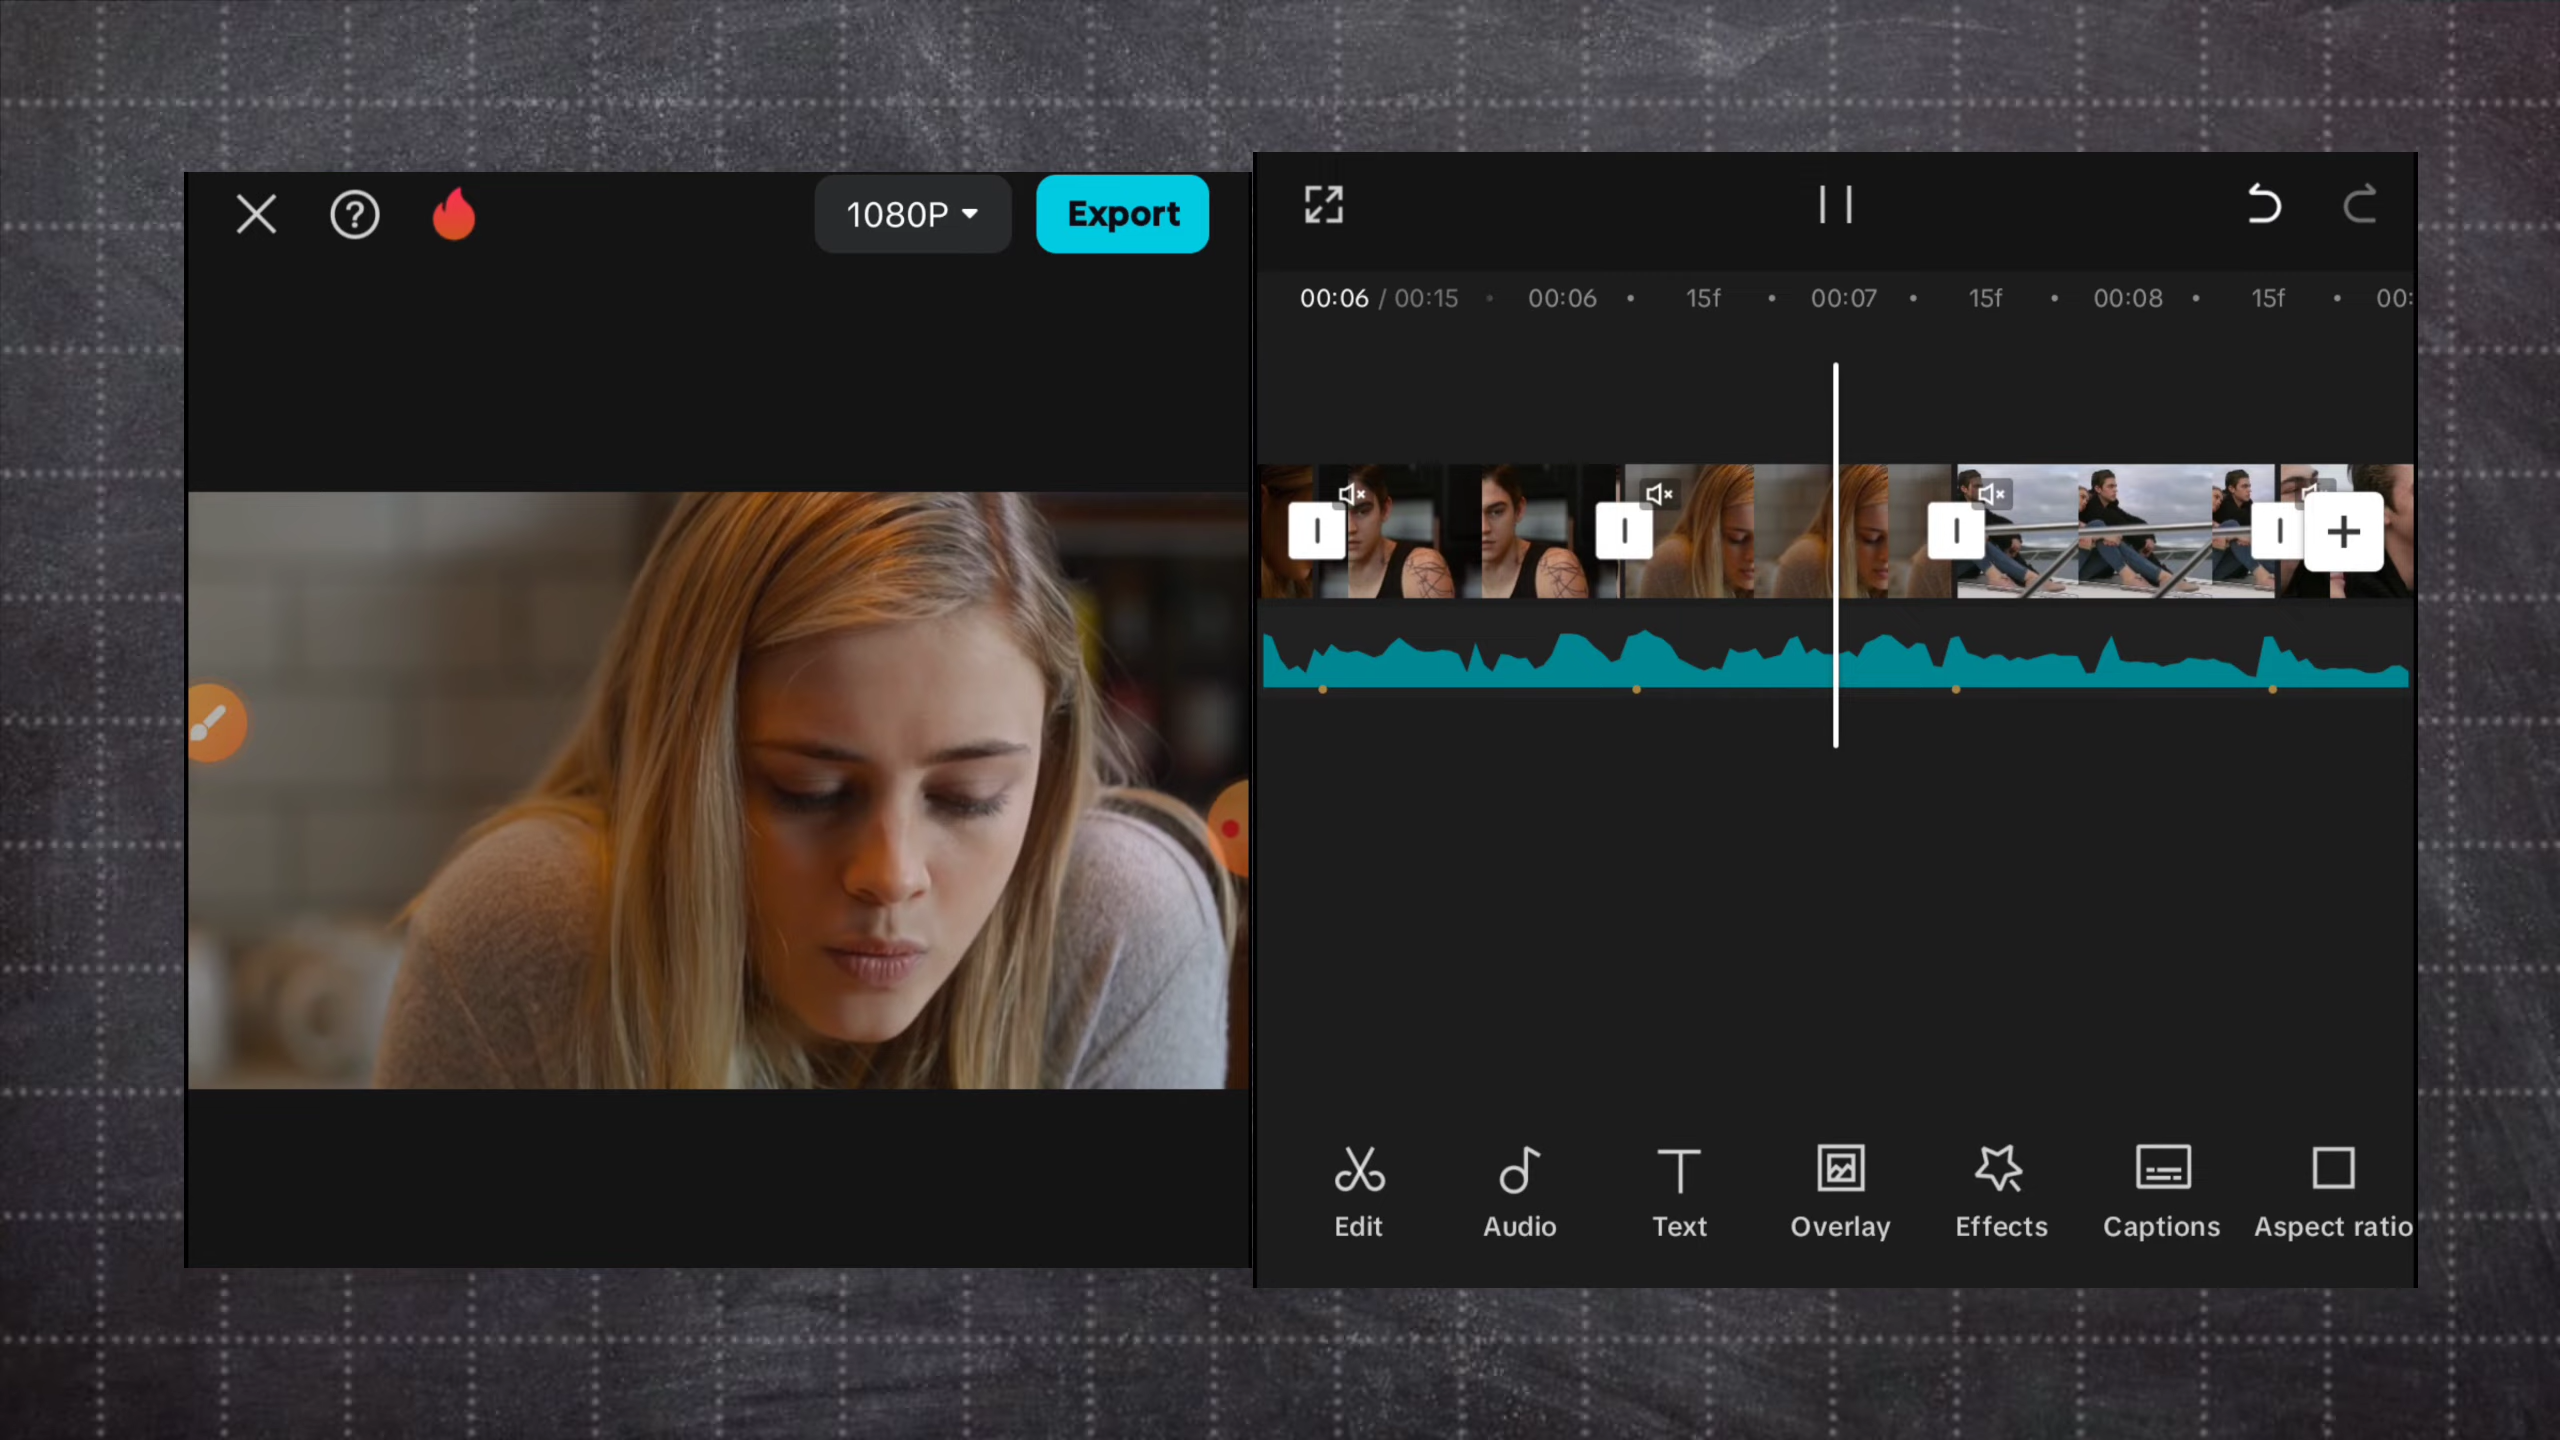 1080P
Export
00:06 / 00:15 00:06 15f 00:07 15f 00:08 15f 00:
Edit Audio Text Overlay Effects Captions Aspect ratio